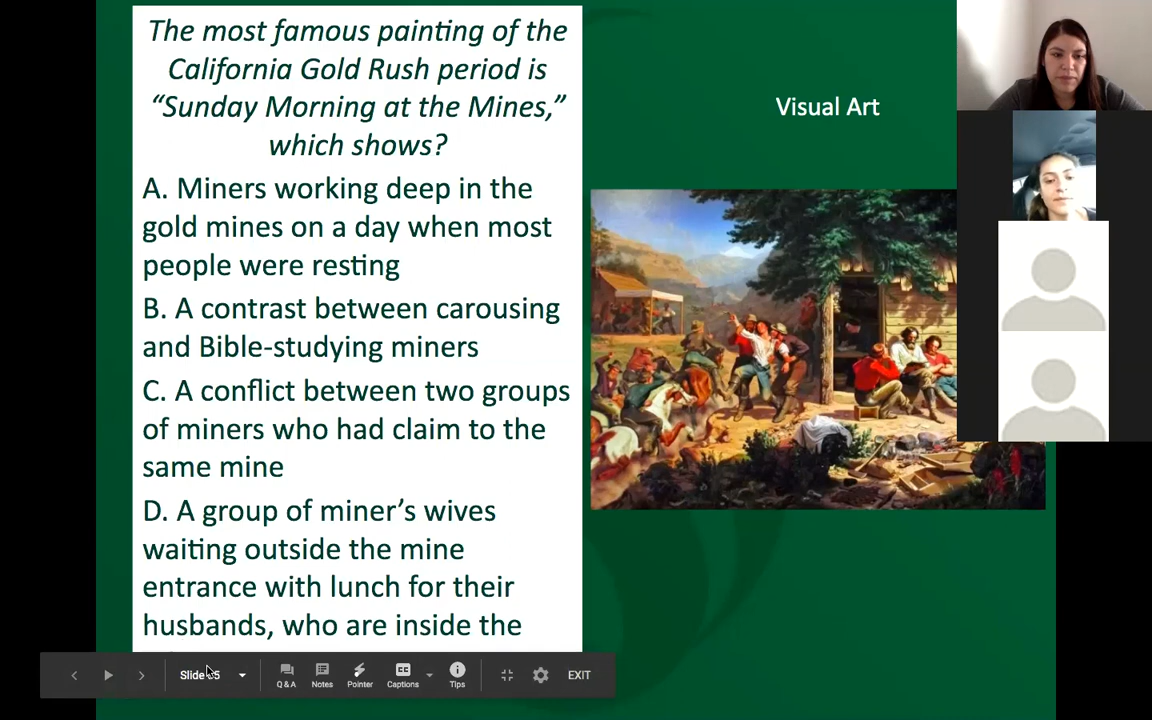 The most famous painting of the
California Gold Rush period is
“Sunday Morning at the Mines,”
which shows?
A. Miners working deep in the
gold mines on a day when most
people were resting
B. A contrast between carousing
and Bible-studying miners
C. A conflict between two groups
of miners who had claim to the
same mine
D. A group of miner’s wives
waiting outside the mine
entrance with lunch for their
husbands, who are inside the
Visual Art
Slide
Q & A
Notes
Pointer
Captions
Tips
EXIT